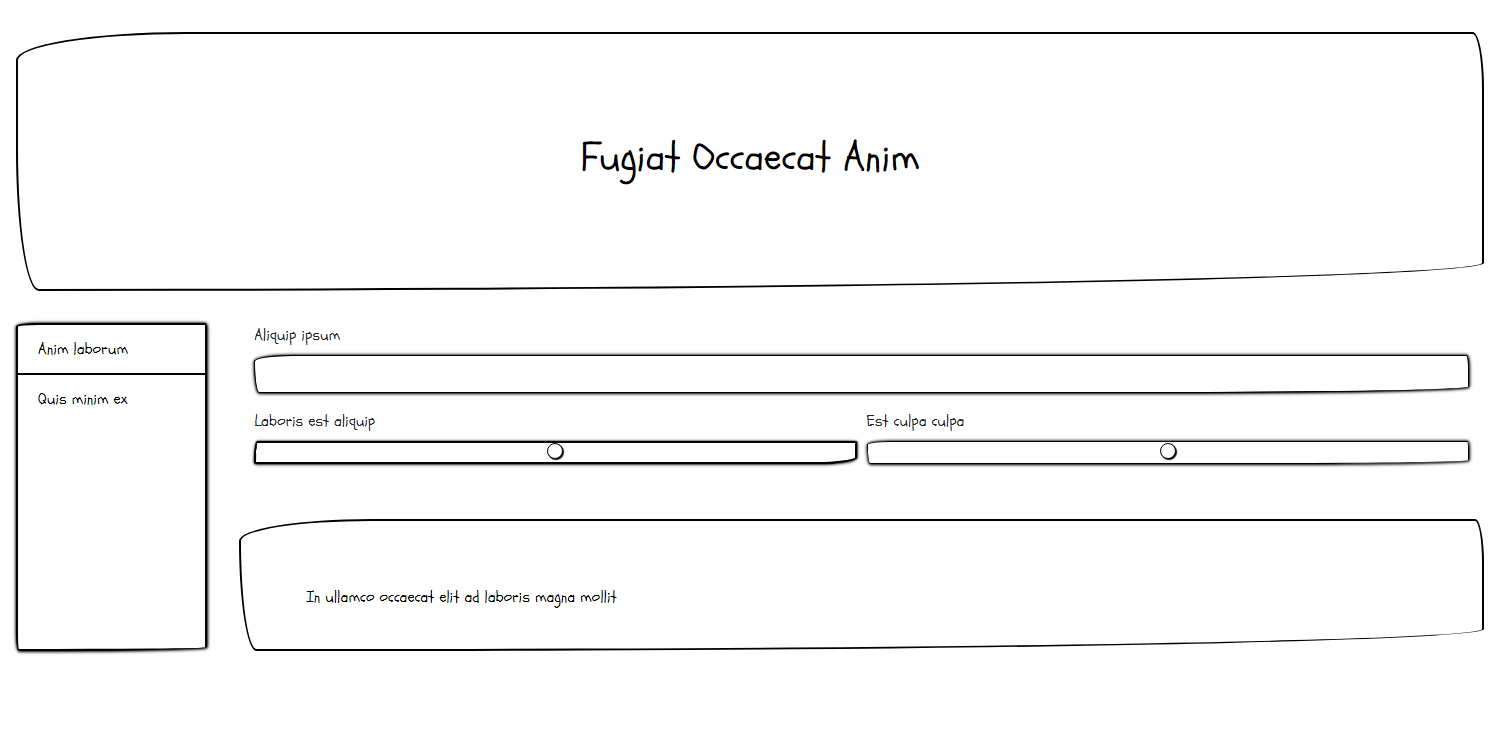 Fugiat Occaecat Anim
Anim laborum
Quis minim ex
Aliquip ipsum
Laboris est aliquip
Est culpa culpa
In ullamco occaecat elit ad laboris magna mollit